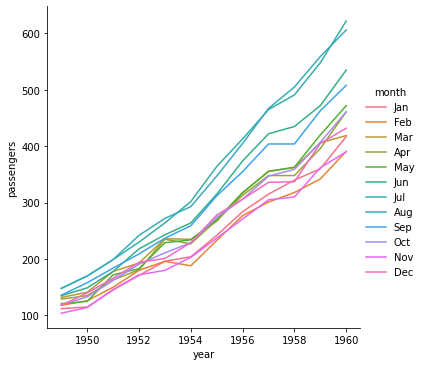 600
500
400
300
200
100
passengers
1950
1952
1954
1956
1958
1960
year
month
Jan
Feb
Mar
Apr
May
Jun
Jul
Aug
Sep
Oct
Nov
Dec